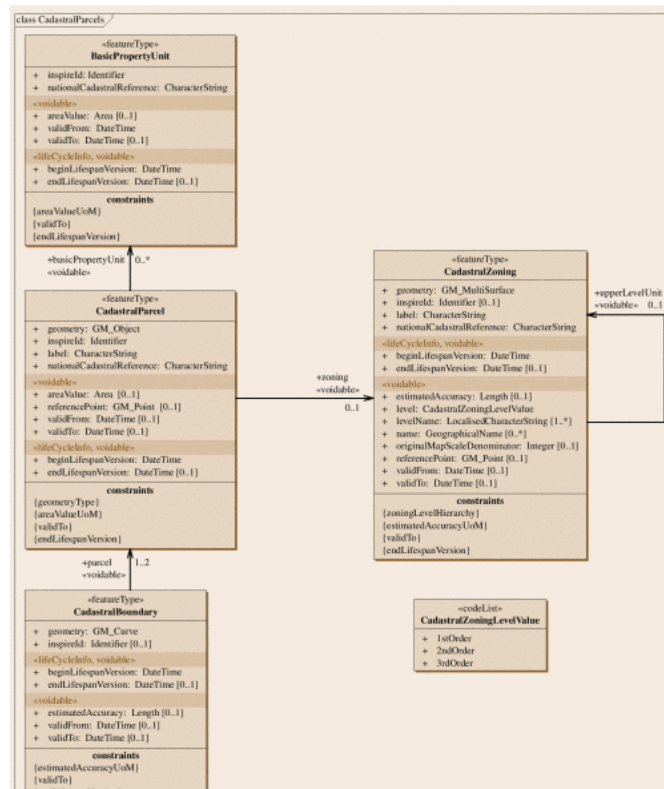 class CadastralParcels
«featureType»
BasicPropertyUnit
+ inspireId: Identifier
+ nationalCadastralReference: CharacterString
«voidable»
+ areaValue: Area [0..1]
+ validFrom: DateTime
+ validTo: DateTime [0..1]
«lifeCycleInfo, voidable»
+ beginLifespanVersion: DateTime
+ endLifespanVersion: DateTime [0..1]
constraints
{areaValueUoM}
{validTo}
{endLifespanVersion}
+basicPropertyUnit 0..*
«voidable»
«featureType»
CadastralParcel
+ geometry: GM_Object
+ inspireId: Identifier
+ label: CharacterString
+ nationalCadastralReference: CharacterString
«voidable»
+ areaValue: Area [0..1]
+ referencePoint: GM_Point [0..1]
+ validFrom: DateTime [0..1]
+ validTo: DateTime [0..1]
«lifeCycleInfo, voidable»
+ beginLifespanVersion: DateTime
+ endLifespanVersion: DateTime [0..1]
constraints
{geometryType}
{areaValueUoM}
{validTo}
{endLifespanVersion}
+zoning
«voidable»
0..1
«featureType»
CadastralZoning
+ geometry: GM_MultiSurface
+ inspireId: Identifier [0..1]
+ label: CharacterString
+ nationalCadastralReference: CharacterString
«lifeCycleInfo, voidable»
+ beginLifespanVersion: DateTime
+ endLifespanVersion: DateTime [0..1]
«voidable»
+ estimatedAccuracy: Length [0..1]
+ level: CadastralZoningLevelValue
+ levelName: LocalisedCharacterString [1..*]
+ name: GeographicalName [0..*]
+ originalMapScaleDenominator: Integer [0..1]
+ referencePoint: GM_Point [0..1]
+ validFrom: DateTime [0..1]
+ validTo: DateTime [0..1]
constraints
{zoningLevelHierarchy}
{estimatedAccuracyUoM}
{validTo}
{endLifespanVersion}
+upperLevelUnit
«voidable» 0..1
+parcel 1..2
«voidable»
«featureType»
CadastralBoundary
+ geometry: GM_Curve
+ inspireId: Identifier [0..1]
«lifeCycleInfo, voidable»
+ beginLifespanVersion: DateTime
+ endLifespanVersion: DateTime [0..1]
«voidable»
+ estimatedAccuracy: Length [0..1]
+ validFrom: DateTime [0..1]
+ validTo: DateTime [0..1]
constraints
{estimatedAccuracyUoM}
{validTo}
«codeList»
CadastralZoningLevelValue
+ 1stOrder
+ 2ndOrder
+ 3rdOrder